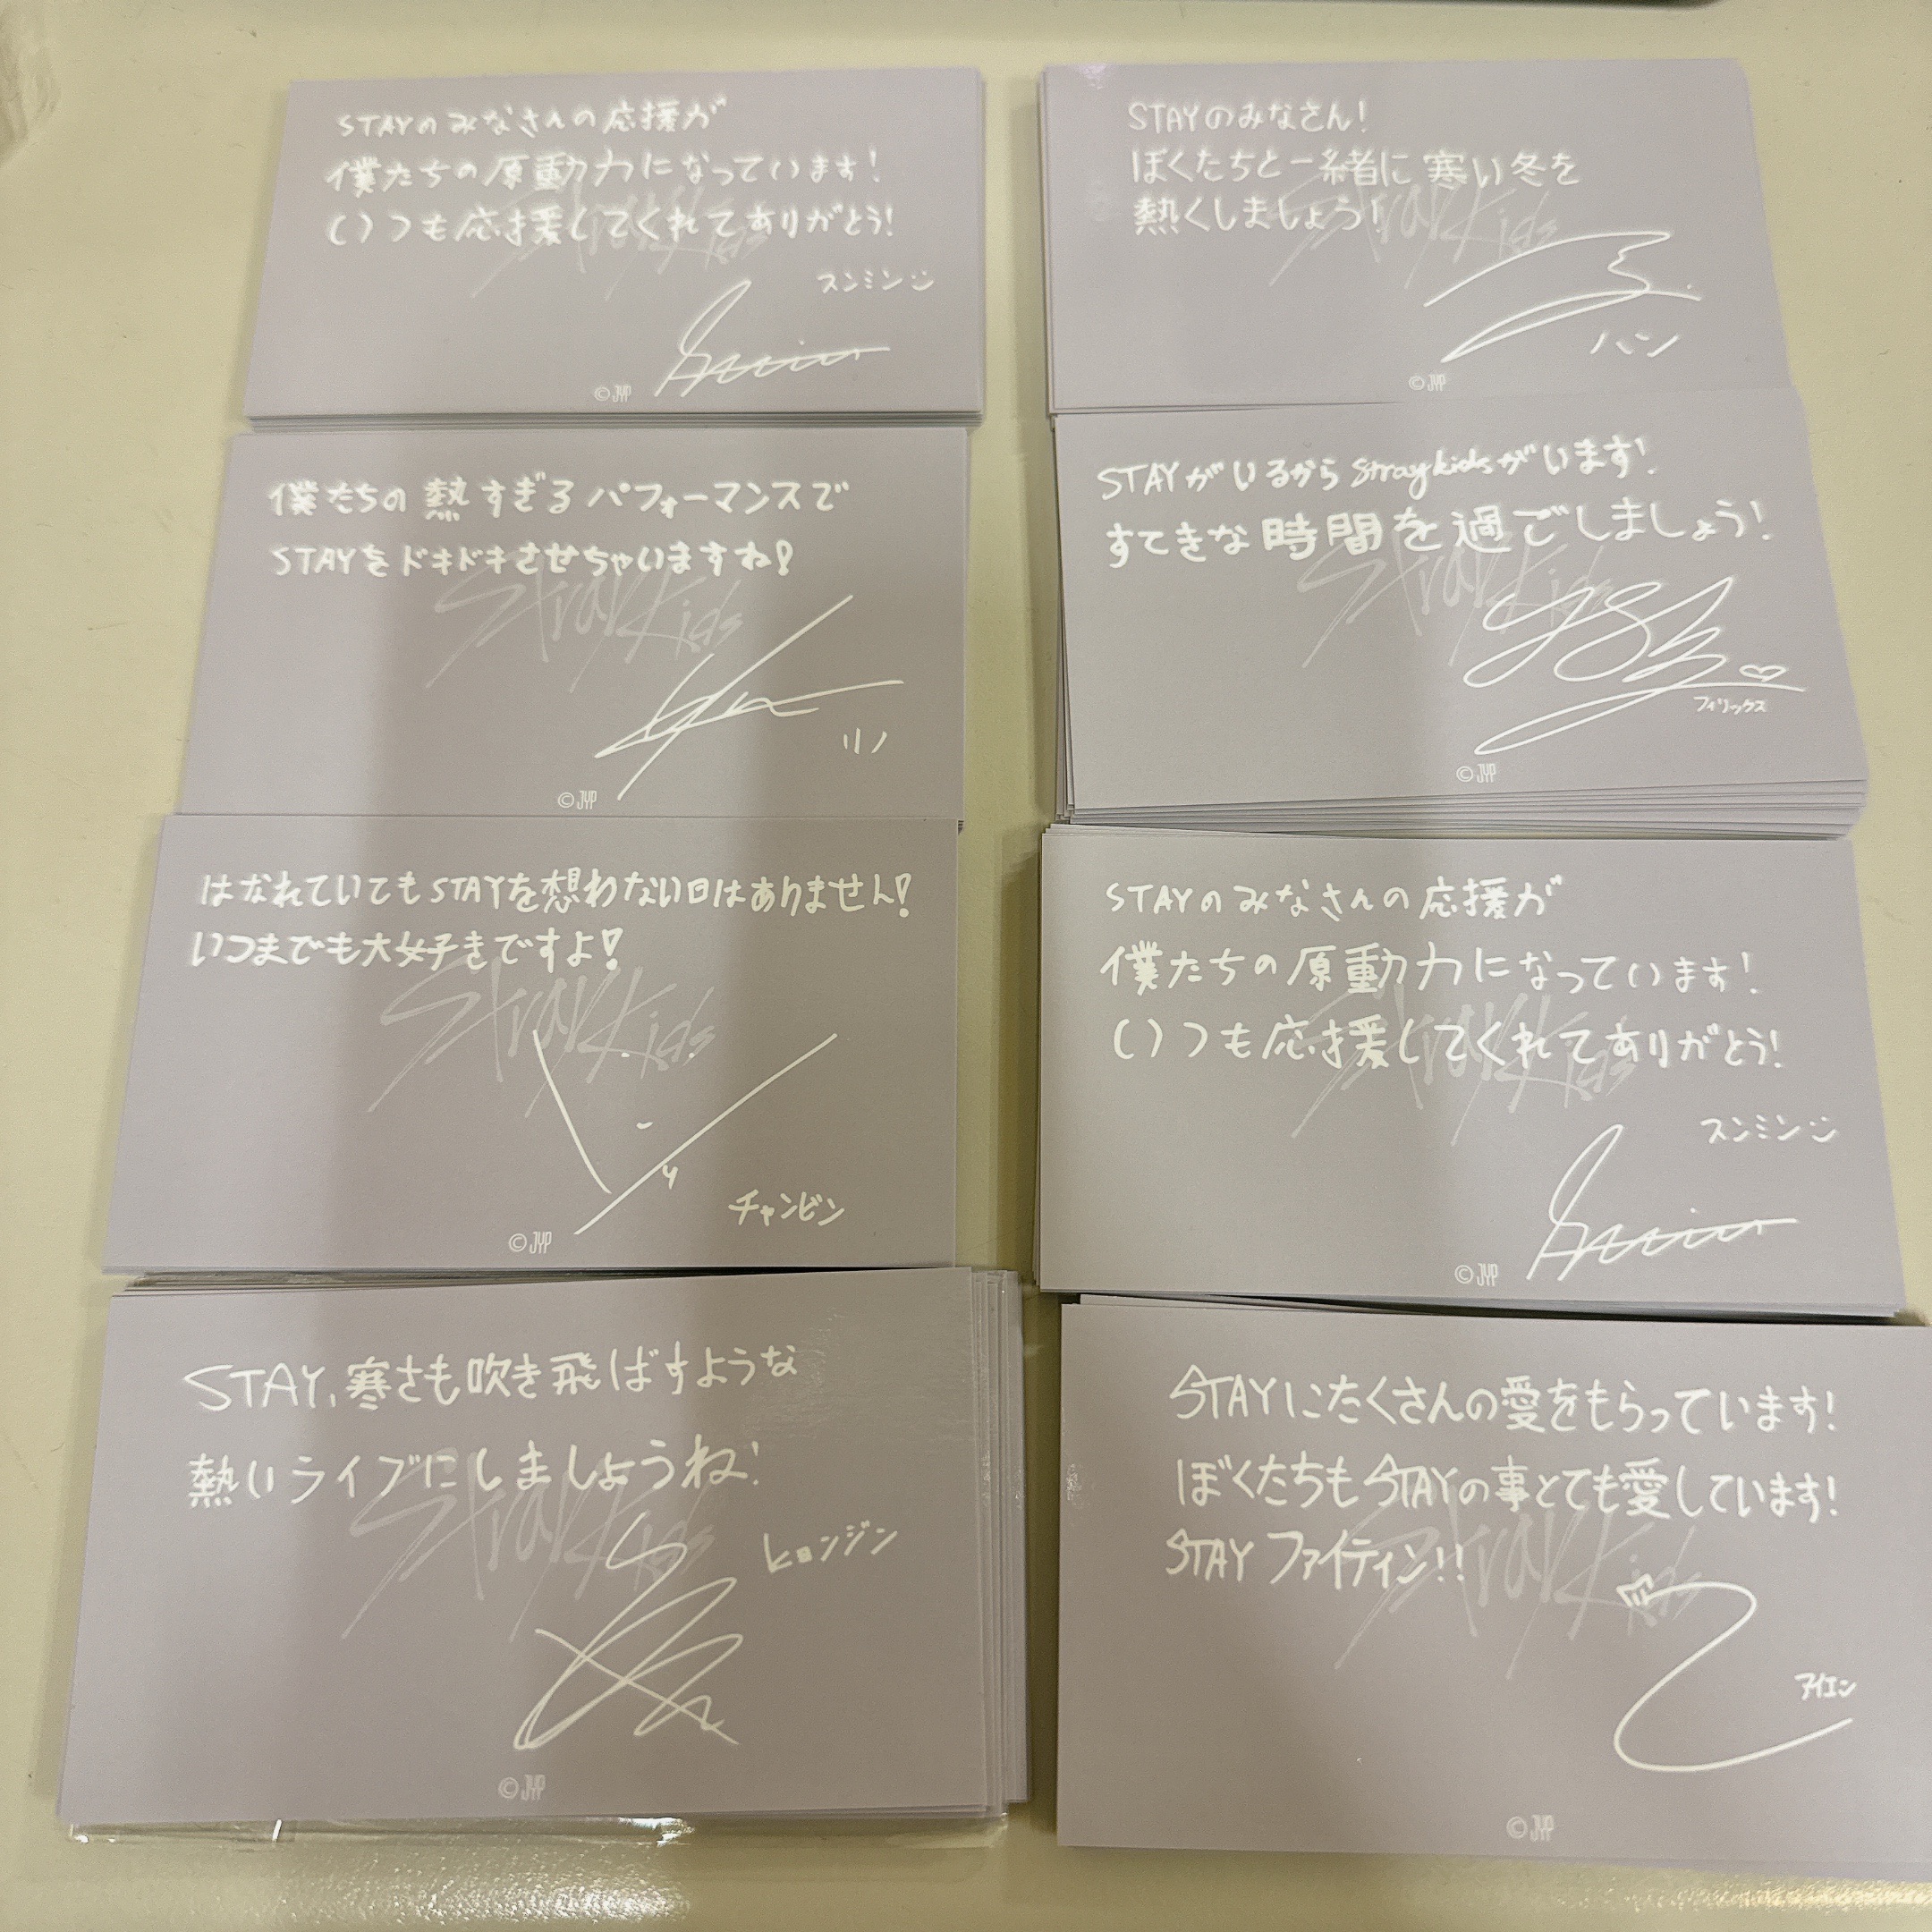 STAYのみなさんの応援が
僕たちの原動力になっています!
いつも応援してくれてありがとう!
Stray Kids
スンミン
©JYP
STAYのみなさん!
ぼくたちと一緒に寒い冬を
熱くしましょう!
Stray Kids
ハン
©JYP
僕たちの熱すぎるパフォーマンスで
STAYをドキドキさせちゃいますね!
Stray Kids
リノ
©JYP
STAYがいるからStraykidsがいます!
すてきな時間を過ごしましょう!
Stray Kids
フィリックス
©JYP
はなれていてもSTAYを想わない日はありません!
いつまでも大好きですよ!
Stray Kids
チャンビン
©JYP
STAYのみなさんの応援が
僕たちの原動力になっています!
いつも応援してくれてありがとう!
Stray Kids
スンミン
©JYP
STAY、寒さも吹き飛ばすような
熱いライブにしましょうね!
Stray Kids
ヒョンジン
©JYP
STAYにたくさんの愛をもらっています!
ぼくたちもSTAYの事とても愛しています!
STAY ファイティン!!
Stray Kids
アイエン
©JYP